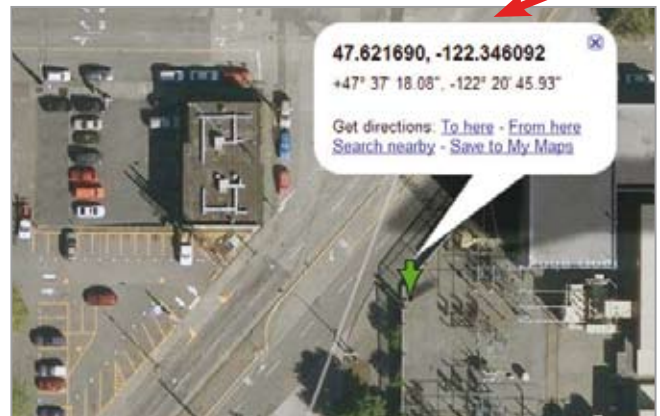 47.621690, -122.346092
+47° 37' 18.08", -122° 20' 45.93"
Get directions: To here - From here
Search nearby - Save to My Maps